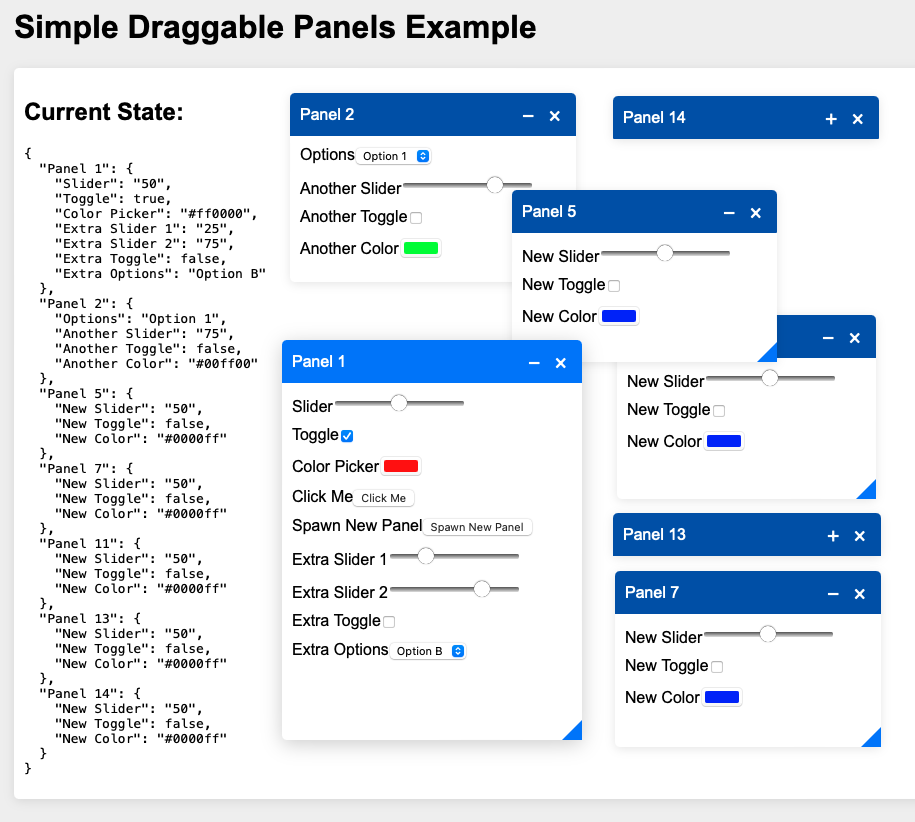 Simple Draggable Panels Example
Current State:
{
  "Panel 1": {
    "Slider": "50",
    "Toggle": true,
    "Color Picker": "#ff0000",
    "Extra Slider 1": "25",
    "Extra Slider 2": "75",
    "Extra Toggle": false,
    "Extra Options": "Option B"
  },
  "Panel 2": {
    "Options": "Option 1",
    "Another Slider": "75",
    "Another Toggle": false,
    "Another Color": "#00ff00"
  },
  "Panel 5": {
    "New Slider": "50",
    "New Toggle": false,
    "New Color": "#0000ff"
  },
  "Panel 7": {
    "New Slider": "50",
    "New Toggle": false,
    "New Color": "#0000ff"
  },
  "Panel 11": {
    "New Slider": "50",
    "New Toggle": false,
    "New Color": "#0000ff"
  },
  "Panel 13": {
    "New Slider": "50",
    "New Toggle": false,
    "New Color": "#0000ff"
  },
  "Panel 14": {
    "New Slider": "50",
    "New Toggle": false,
    "New Color": "#0000ff"
  }
}
Panel 2 − ×
Options Option 1
Another Slider
Another Toggle
Another Color
Panel 14 + ×
Panel 5 − ×
New Slider
New Toggle
New Color
− ×
New Slider
New Toggle
New Color
Panel 1 − ×
Slider
Toggle
Color Picker
Click Me Click Me
Spawn New Panel Spawn New Panel
Extra Slider 1
Extra Slider 2
Extra Toggle
Extra Options Option B
Panel 13 + ×
Panel 7 − ×
New Slider
New Toggle
New Color